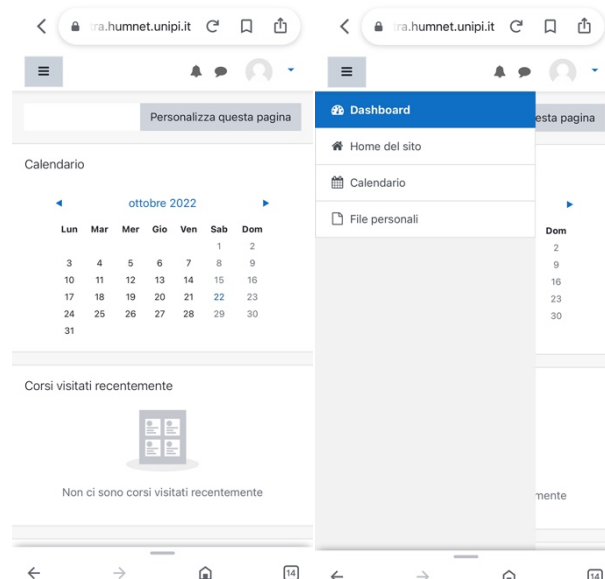 ra.humnet.unipi.it
Personalizza questa pagina
Calendario
ottobre 2022
Lun Mar Mer Gio Ven Sab Dom
1 2
3 4 5 6 7 8 9
10 11 12 13 14 15 16
17 18 19 20 21 22 23
24 25 26 27 28 29 30
31
Corsi visitati recentemente
Non ci sono corsi visitati recentemente
14
ra.humnet.unipi.it
Dashboard
esta pagina
Home del sito
Calendario
File personali
Dom
2
9
16
23
30
mente
14